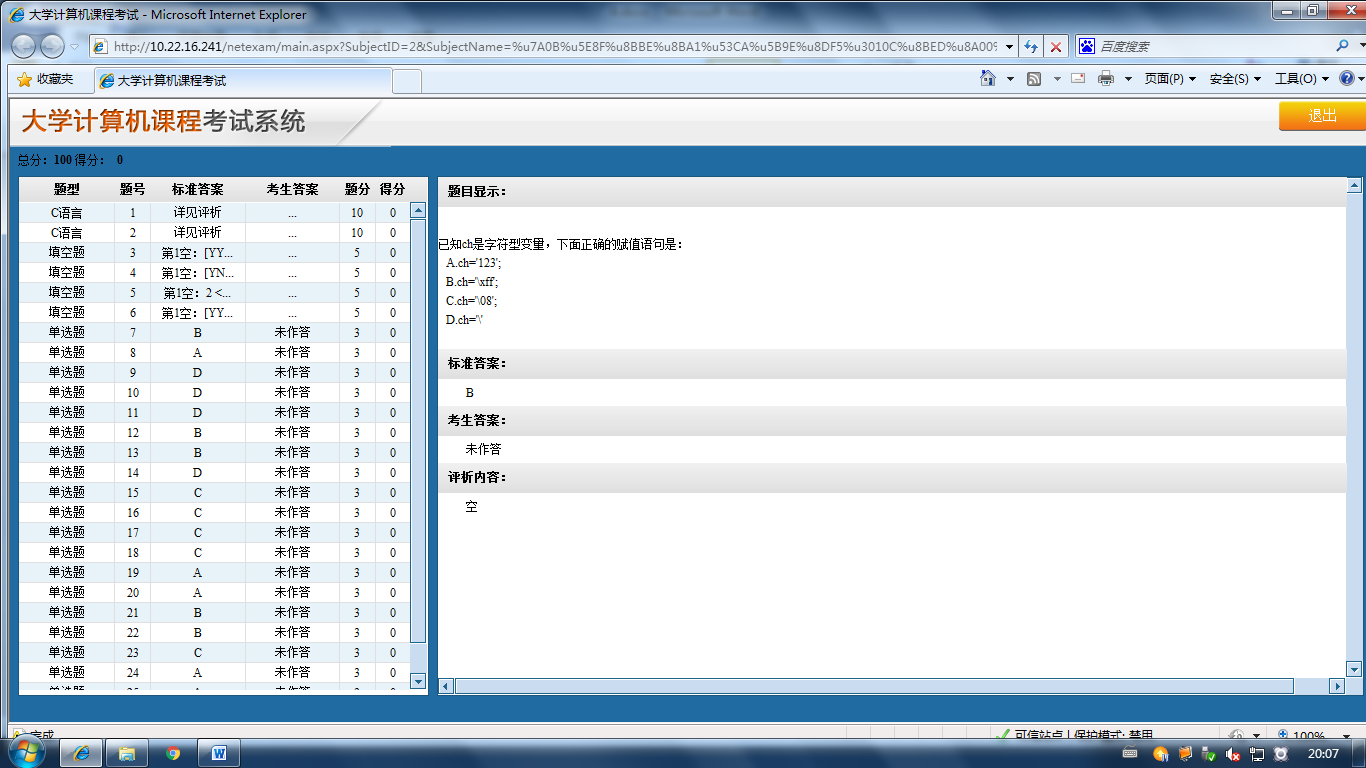 大学计算机课程考试 - Microsoft Internet Explorer
http://10.22.16.241/netexam/main.aspx?SubjectID=2&SubjectName=%u7A0B%u5E8F%u8BBE%u8BA1%u53CA%u5B9E%u8DF5%u3010C%u8BED%u8A00%
百度搜索
收藏夹
大学计算机课程考试
页面(P)
安全(S)
工具(O)
大学计算机课程考试系统
退出
总分：100 得分： 0
题型 题号 标准答案 考生答案 题分 得分
C语言 1 详见评析 ... 10 0
C语言 2 详见评析 ... 10 0
填空题 3 第1空：[YY... ... 5 0
填空题 4 第1空：[YN... ... 5 0
填空题 5 第1空：2 <... ... 5 0
填空题 6 第1空：[YY... ... 5 0
单选题 7 B 未作答 3 0
单选题 8 A 未作答 3 0
单选题 9 D 未作答 3 0
单选题 10 D 未作答 3 0
单选题 11 D 未作答 3 0
单选题 12 B 未作答 3 0
单选题 13 B 未作答 3 0
单选题 14 D 未作答 3 0
单选题 15 C 未作答 3 0
单选题 16 C 未作答 3 0
单选题 17 C 未作答 3 0
单选题 18 C 未作答 3 0
单选题 19 A 未作答 3 0
单选题 20 A 未作答 3 0
单选题 21 B 未作答 3 0
单选题 22 B 未作答 3 0
单选题 23 C 未作答 3 0
单选题 24 A 未作答 3 0
题目显示：
已知ch是字符型变量，下面正确的赋值语句是：
A.ch='123';
B.ch='\xff';
C.ch='\08';
D.ch='\'
标准答案：
B
考生答案：
未作答
评析内容：
空
完成
可信站点 | 保护模式: 禁用
100%
20:07